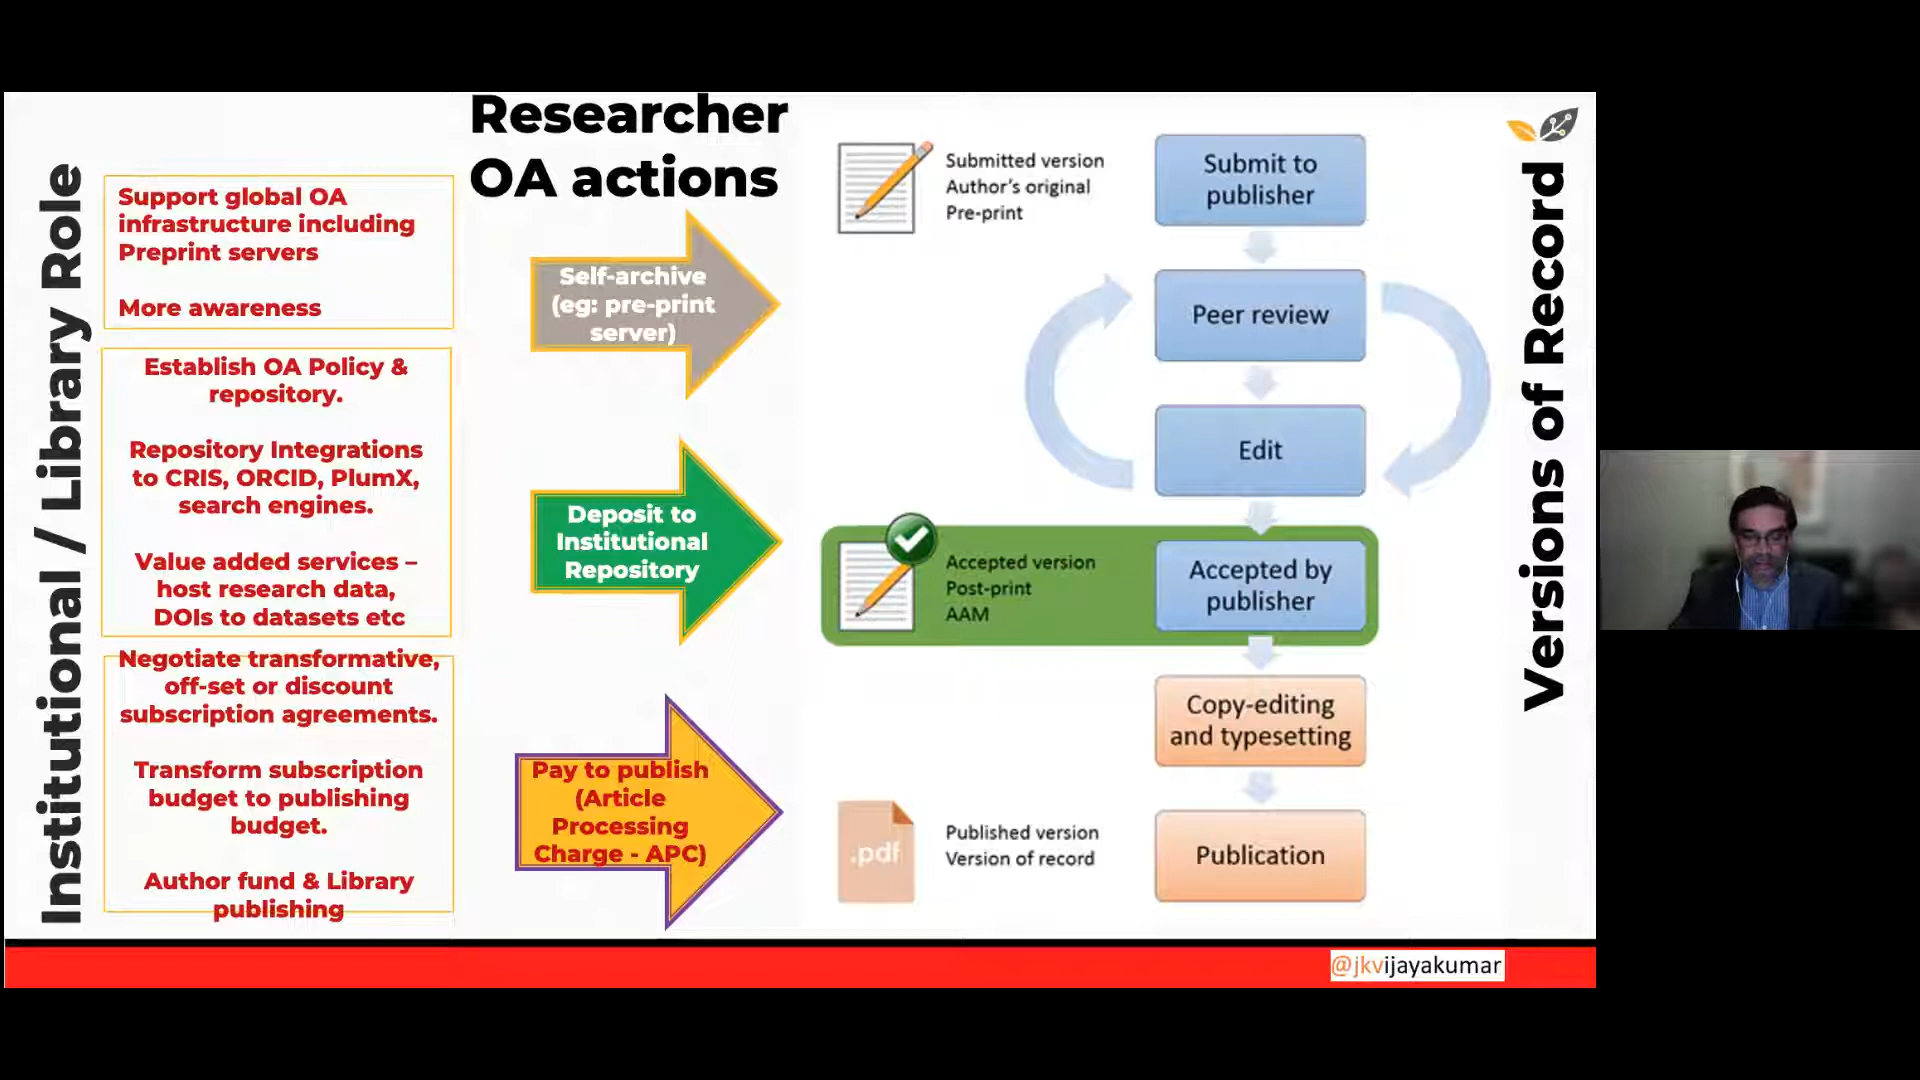 Institutional / Library Role
Support global OA
infrastructure including
Preprint servers
More awareness
Establish OA Policy &
repository.
Repository Integrations
to CRIS, ORCID, PlumX,
search engines.
Value added services –
host research data,
DOIs to datasets etc
Negotiate transformative,
off-set or discount
subscription agreements.
Transform subscription
budget to publishing
budget.
Author fund & Library
publishing
Researcher
OA actions
Self-archive
(eg: pre-print
server)
Deposit to
Institutional
Repository
Pay to publish
(Article
Processing
Charge - APC)
Submitted version
Author's original
Pre-print
Accepted version
Post-print
AAM
.pdf
Published version
Version of record
Submit to
publisher
Peer review
Edit
Accepted by
publisher
Copy-editing
and typesetting
Publication
Versions of Record
@jkvijayakumar